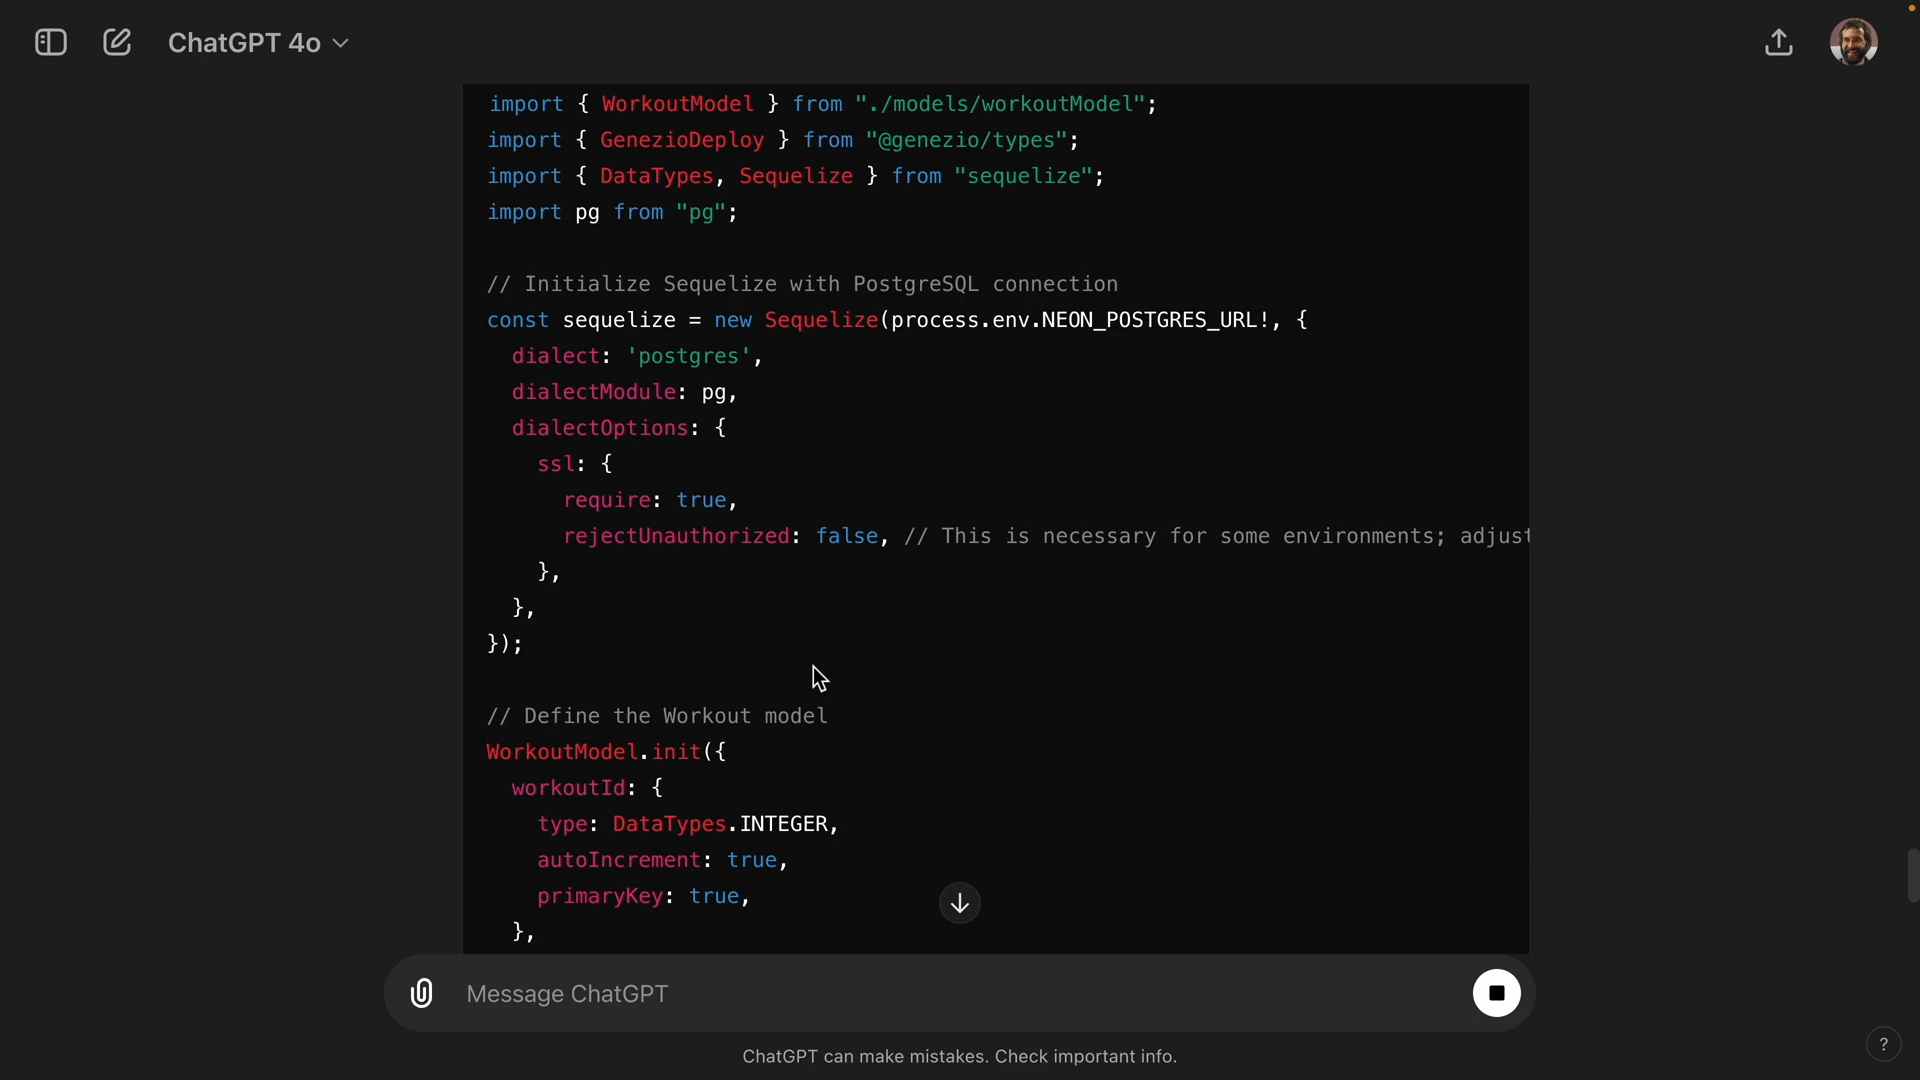 ChatGPT 4o
import { WorkoutModel } from "./models/workoutModel";
import { GenezioDeploy } from "@genezio/types";
import { DataTypes, Sequelize } from "sequelize";
import pg from "pg";
// Initialize Sequelize with PostgreSQL connection
const sequelize = new Sequelize(process.env.NEON_POSTGRES_URL!, {
dialect: 'postgres',
dialectModule: pg,
dialectOptions: {
ssl: {
require: true,
rejectUnauthorized: false, // This is necessary for some environments; adjust
},
},
});
// Define the Workout model
WorkoutModel.init({
workoutId: {
type: DataTypes.INTEGER,
autoIncrement: true,
primaryKey: true,
},
Message ChatGPT
ChatGPT can make mistakes. Check important info.
?